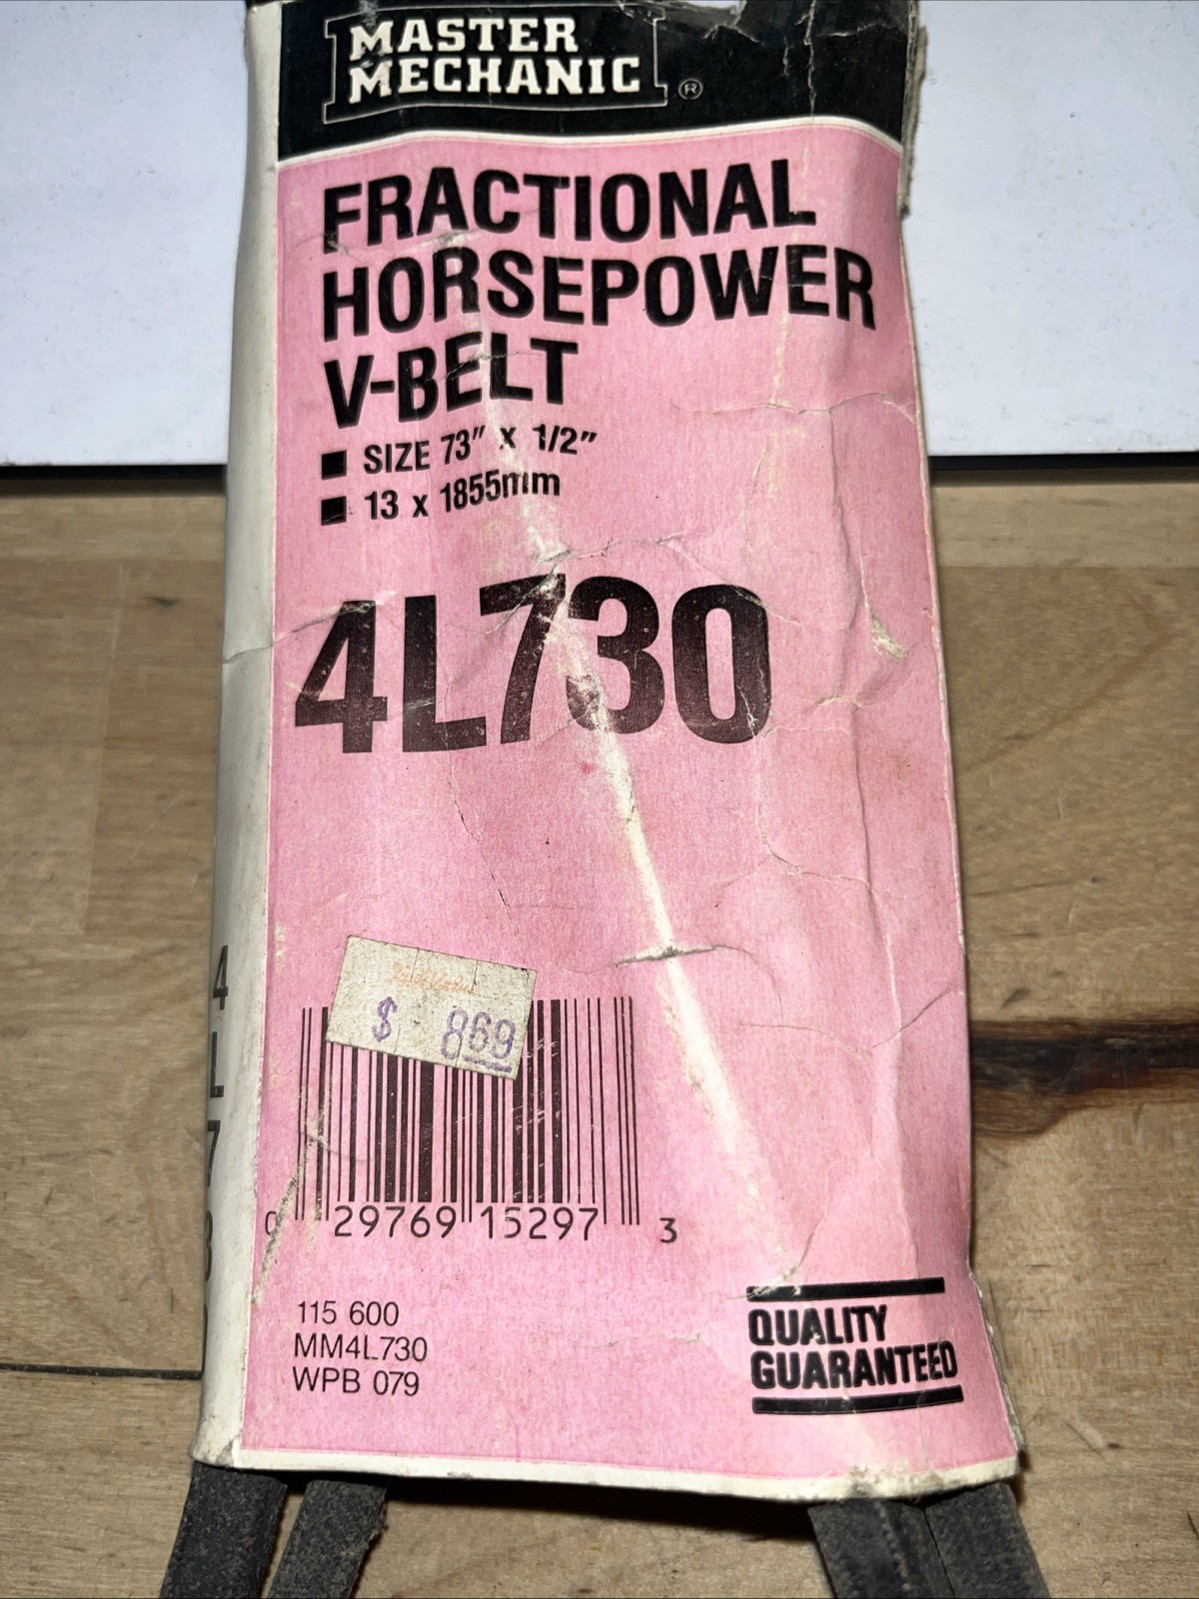 MASTER
MECHANIC ®
FRACTIONAL
HORSEPOWER
V-BELT
■ SIZE 73" X 1/2"
■ 13 x 1855mm
4L730
$ 869
0 29769 15297 3
115 600
MM4L730
WPB 079
QUALITY
GUARANTEED
4L730